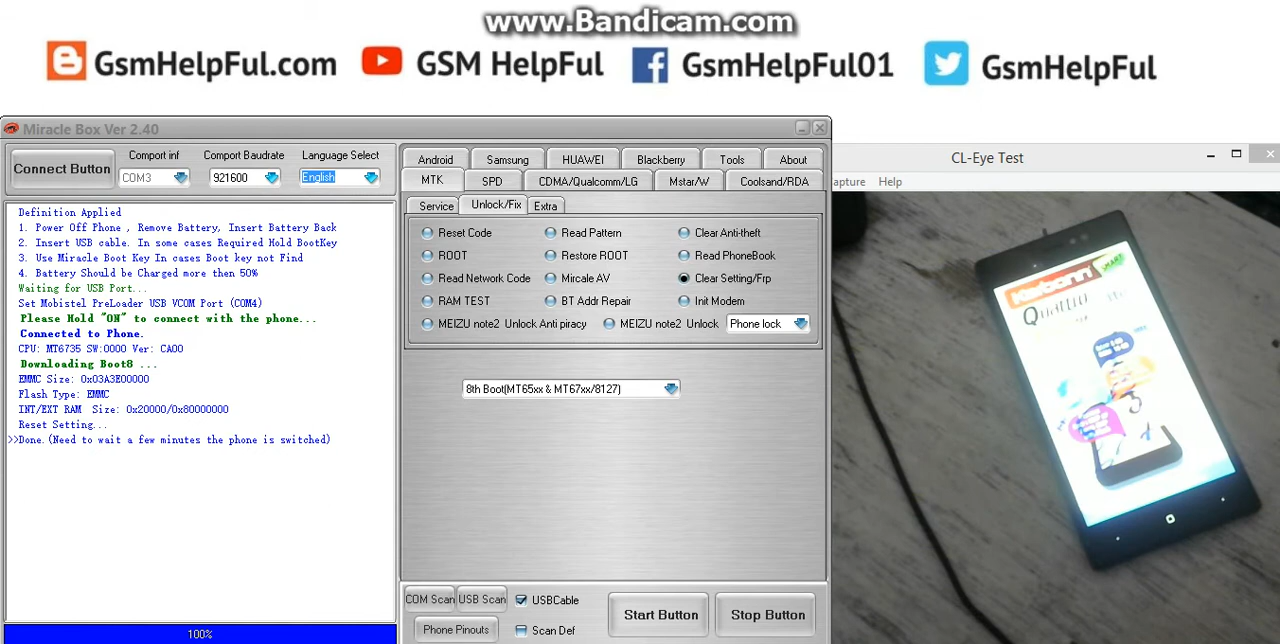 www.Bandicam.com
GsmHelpFul.com GSM HelpFul GsmHelpFul01 GsmHelpFul
Miracle Box Ver 2.40
Connect Button
Comport inf
Comport Baudrate
Language Select
COM3
921600
English
Definition Applied
1. Power Off Phone , Remove Battery, Insert Battery Back
2. Insert USB cable. In some cases Required Hold BootKey
3. Use Miracle Boot Key In cases Boot key not Find
4. Battery Should be Charged more then 50%
Waiting for USB Port...
Set Mobistel PreLoader USB VCOM Port (COM4)
Please Hold "ON" to connect with the phone...
Connected to Phone.
CPU: MT6735 SW:0000 Ver: CA00
Downloading Boot8 ...
EMMC Size: 0x03A3E00000
Flash Type: EMMC
INT/EXT RAM Size: 0x20000/0x80000000
Reset Setting...
>>Done.(Need to wait a few minutes the phone is switched)
100%
Android Samsung HUAWEI Blackberry Tools About
MTK SPD CDMA/Qualcomm/LG Mstar/W Coolsand/RDA
Service Unlock/Fix Extra
Reset Code Read Pattern Clear Anti-theft
ROOT Restore ROOT Read PhoneBook
Read Network Code Mircale AV Clear Setting/Frp
RAM TEST BT Addr Repair Init Modem
MEIZU note2 Unlock Anti piracy MEIZU note2 Unlock Phone lock
8th Boot(MT65xx & MT67xx/8127)
COM Scan USB Scan USBCable
Phone Pinouts Scan Def
Start Button Stop Button
CL-Eye Test
apture Help
Karbonn
SMART
Quattro